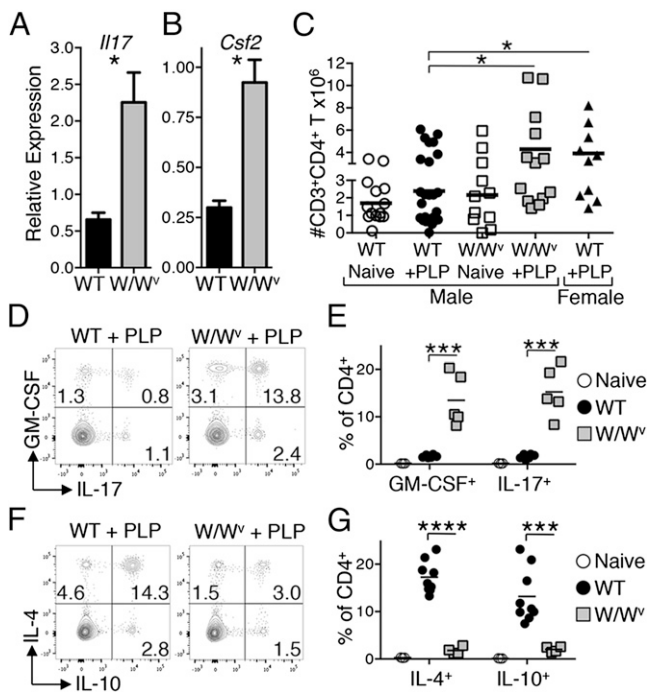 A
Il17
*
Relative Expression
3.0
2.5
2.0
1.5
1.0
0.5
0.0
WT W/Wv
B
Csf2
*
1.00
0.75
0.50
0.25
0.0
WT W/Wv
C
*
*
#CD3+CD4+ T x10⁶
12
10
8
6
4
2
2
1
0
WT WT W/Wv W/Wv WT
Naive +PLP Naive +PLP +PLP
Male Female
D
WT + PLP W/Wv + PLP
1.3 0.8 3.1 13.8
1.1 2.4
GM-CSF
IL-17
E
*** ***
% of CD4+
20
10
0
GM-CSF+ IL-17+
Naive
WT
W/Wv
F
WT + PLP W/Wv + PLP
4.6 14.3 1.5 3.0
2.8 1.5
IL-4
IL-10
G
**** ***
% of CD4+
20
10
0
IL-4+ IL-10+
Naive
WT
W/Wv